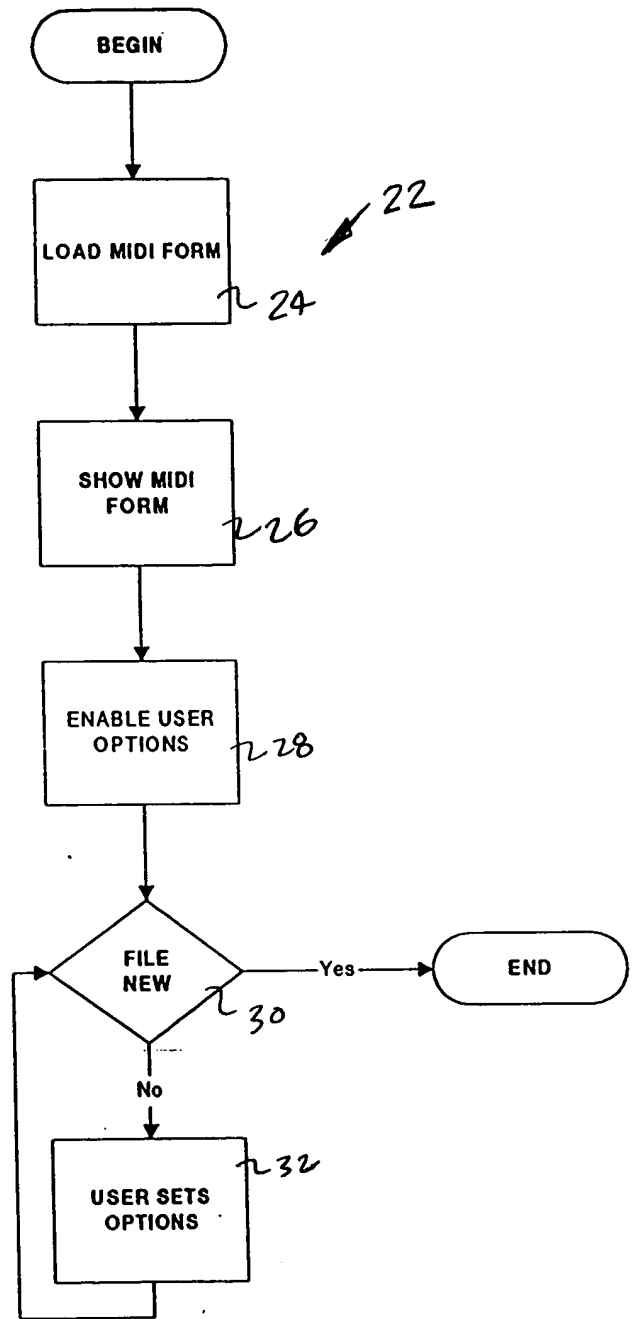 BEGIN
22
LOAD MIDI FORM
24
SHOW MIDI
FORM
26
ENABLE USER
OPTIONS
28
FILE
NEW
30
Yes
END
No
32
USER SETS
OPTIONS